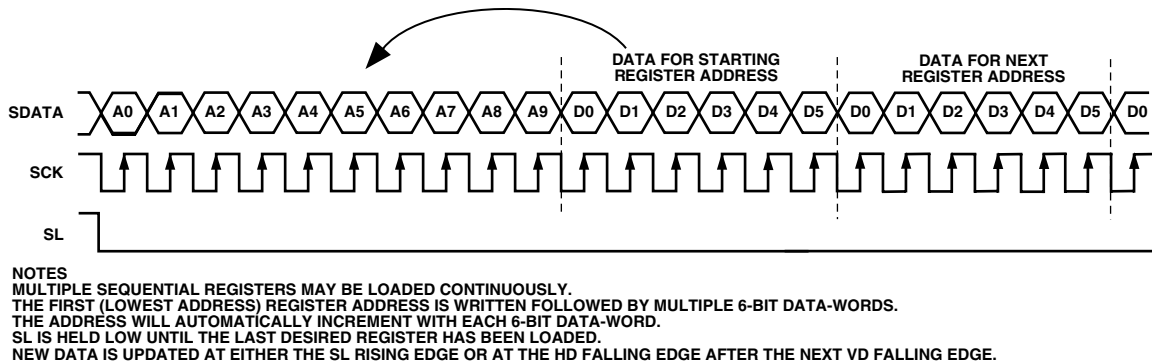 DATA FOR STARTING
REGISTER ADDRESS
DATA FOR NEXT
REGISTER ADDRESS
SDATA A0 A1 A2 A3 A4 A5 A6 A7 A8 A9 D0 D1 D2 D3 D4 D5 D0 D1 D2 D3 D4 D5 D0
SCK
SL
NOTES
MULTIPLE SEQUENTIAL REGISTERS MAY BE LOADED CONTINUOUSLY.
THE FIRST (LOWEST ADDRESS) REGISTER ADDRESS IS WRITTEN FOLLOWED BY MULTIPLE 6-BIT DATA-WORDS.
THE ADDRESS WILL AUTOMATICALLY INCREMENT WITH EACH 6-BIT DATA-WORD.
SL IS HELD LOW UNTIL THE LAST DESIRED REGISTER HAS BEEN LOADED.
NEW DATA IS UPDATED AT EITHER THE SL RISING EDGE OR AT THE HD FALLING EDGE AFTER THE NEXT VD FALLING EDGE.